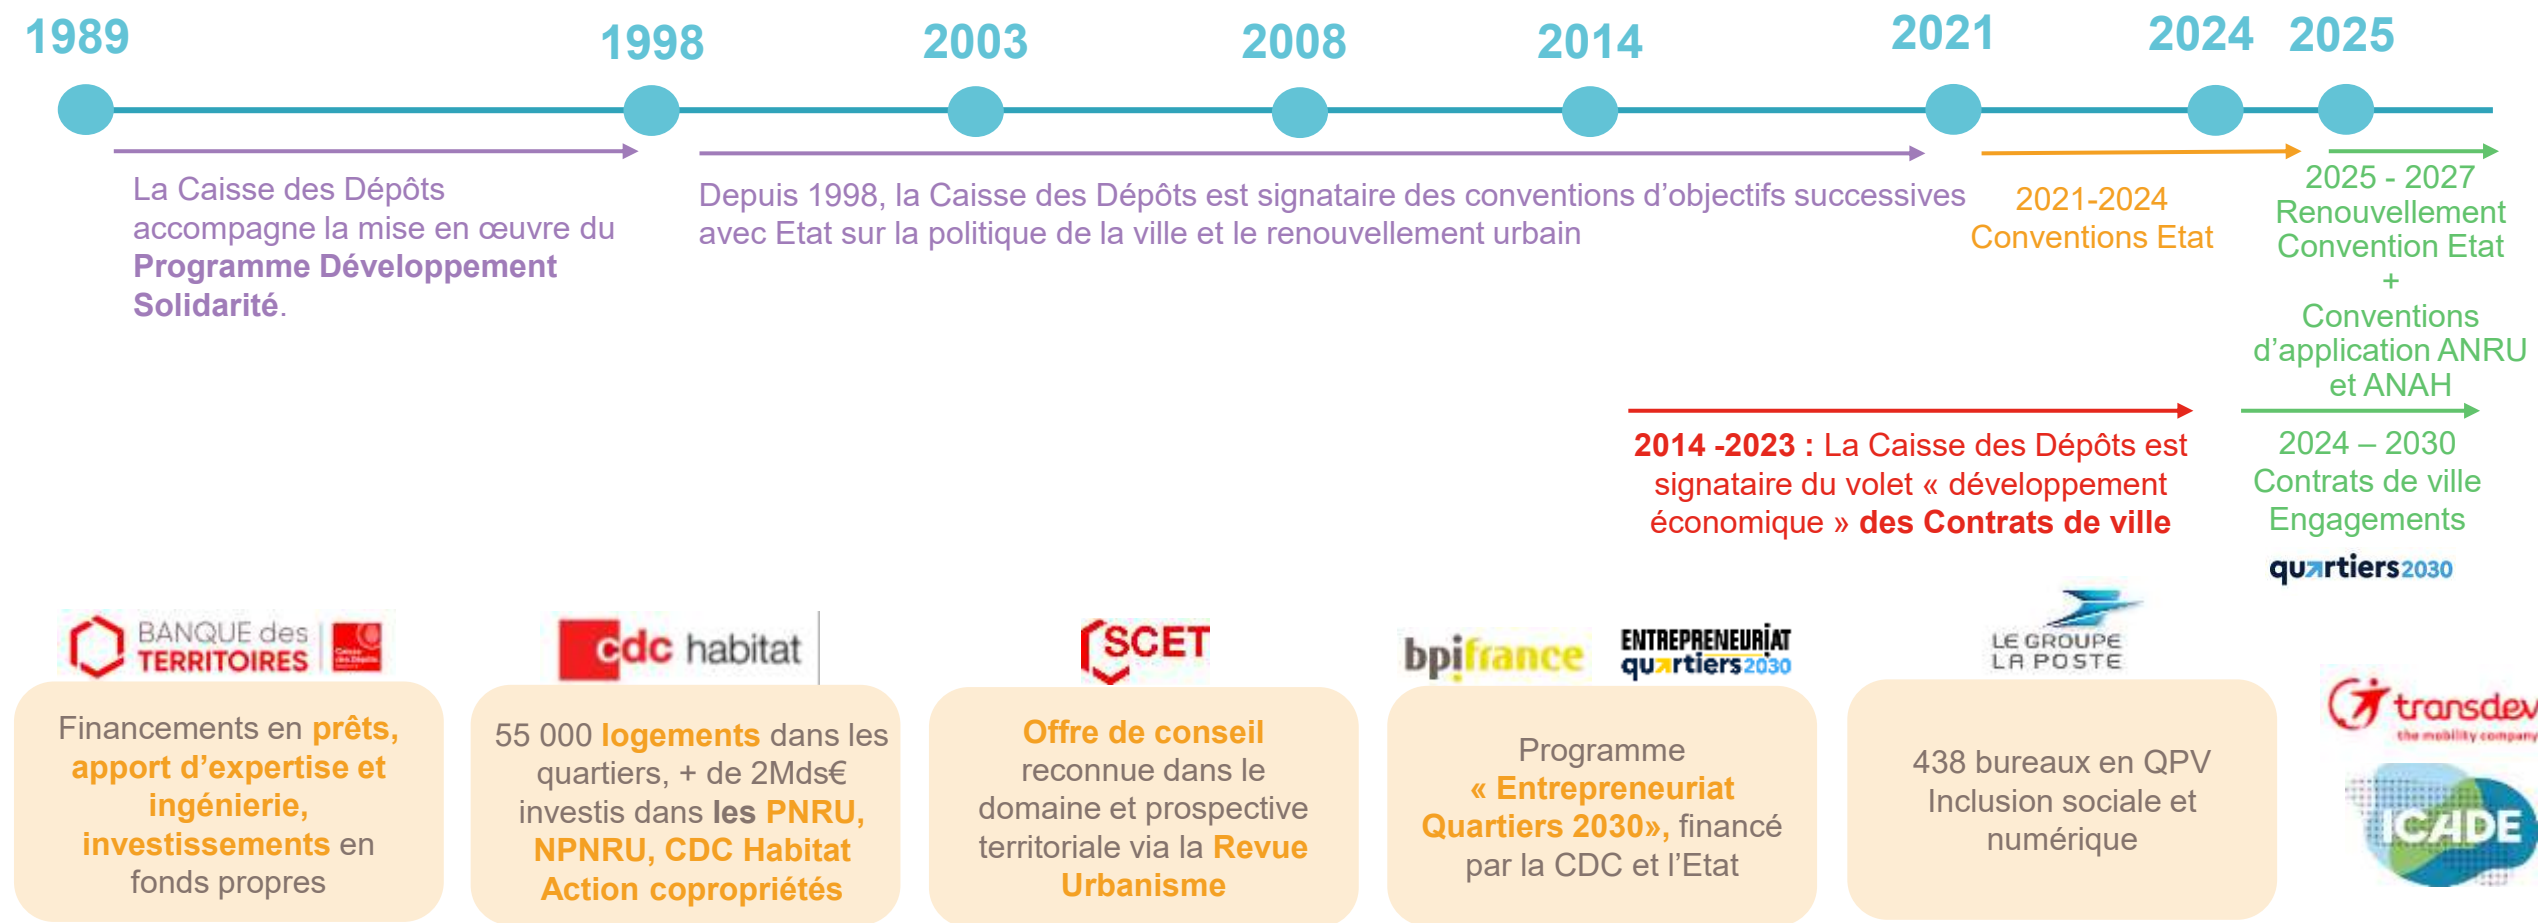 1989
1998
2003
2008
2014
2021
2024
2025
La Caisse des Dépôts
accompagne la mise en œuvre du
Programme Développement
Solidarité.
Depuis 1998, la Caisse des Dépôts est signataire des conventions d’objectifs successives
avec Etat sur la politique de la ville et le renouvellement urbain
2021-2024
Conventions Etat
2025 - 2027
Renouvellement
Convention Etat
+
Conventions
d’application ANRU
et ANAH
2014 -2023 : La Caisse des Dépôts est
signataire du volet « développement
économique » des Contrats de ville
2024 – 2030
Contrats de ville
Engagements
quartiers2030
BANQUE des
TERRITOIRES
Caisse
des Dépôts
Financements en prêts,
apport d’expertise et
ingénierie,
investissements en
fonds propres
cdc habitat
55 000 logements dans les
quartiers, + de 2Mds€
investis dans les PNRU,
NPNRU, CDC Habitat
Action copropriétés
SCET
Offre de conseil
reconnue dans le
domaine et prospective
territoriale via la Revue
Urbanisme
bpifrance
ENTREPRENEURIAT
quartiers2030
Programme
« Entrepreneuriat
Quartiers 2030», financé
par la CDC et l’Etat
LE GROUPE
LA POSTE
438 bureaux en QPV
Inclusion sociale et
numérique
transdev
the mobility company
ICADE